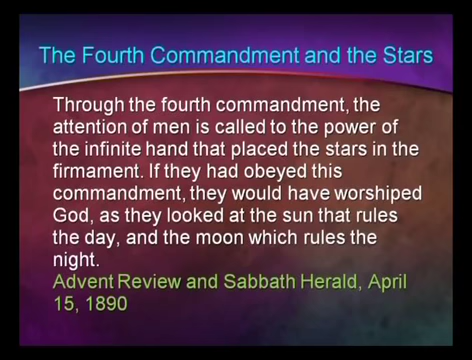 The Fourth Commandment and the Stars
Through the fourth commandment, the
attention of men is called to the power of
the infinite hand that placed the stars in the
firmament. If they had obeyed this
commandment, they would have worshiped
God, as they looked at the sun that rules
the day, and the moon which rules the
night.
Advent Review and Sabbath Herald, April
15, 1890